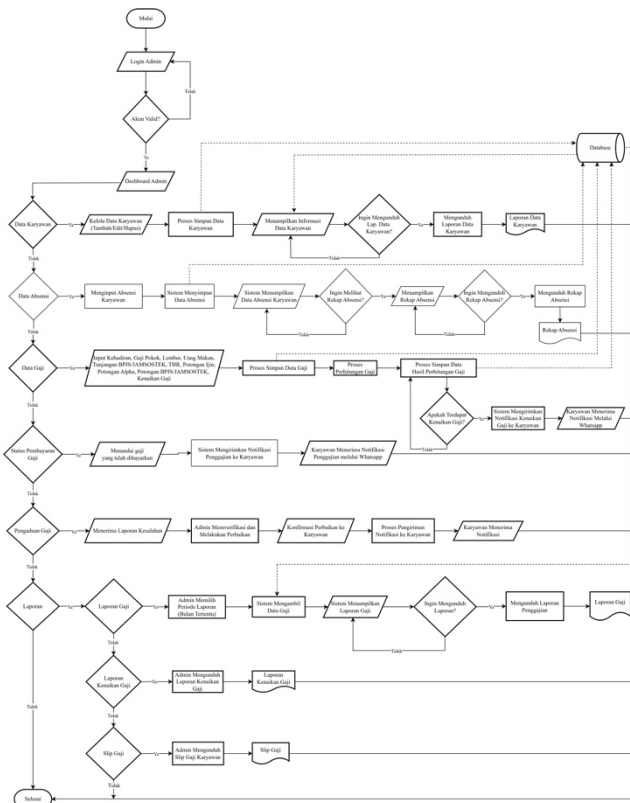 Mulai
Login Admin
Tidak
Akun Valid?
Ya
Dashboard Admin
Database
Data Karyawan
Ya
Kelola Data Karyawan
(Tambah/Edit/Hapus)
Proses Simpan Data
Karyawan
Menampilkan Informasi
Data Karyawan
Ingin Mengunduh
Lap. Data
Karyawan?
Ya
Mengunduh
Laporan Data
Karyawan
Laporan Data
Karyawan
Tidak
Tidak
Data Absensi
Ya
Menginput Absensi
Karyawan
Sistem Menyimpan
Data Absensi
Sistem Menampilkan
Data Absensi Karyawan
Ingin Melihat
Rekap Absensi?
Ya
Menampilkan
Rekap Absensi
Ingin Mengunduh
Rekap Absensi?
Ya
Mengunduh Rekap
Absensi
Rekap Absensi
Tidak
Tidak
Tidak
Data Gaji
Ya
Input Kehadiran, Gaji Pokok, Lembur, Uang Makan,
Tunjangan BPJS/JAMSOSTEK, THR, Potongan Ijin,
Potongan Alpha, Potongan BPJS/JAMSOSTEK,
Kenaikan Gaji
Proses Simpan Data Gaji
Proses
Perhitungan Gaji
Proses Simpan Data
Hasil Perhitungan Gaji
Apakah Terdapat
Kenaikan Gaji?
Ya
Sistem Mengirimkan
Notifikasi Kenaikan
Gaji ke Karyawan
Karyawan Menerima
Notifikasi Melalui
Whatsapp
Tidak
Tidak
Status Pembayaran
Gaji
Ya
Menandai gaji
yang telah dibayarkan
Sistem Mengirimkan Notifikasi
Penggajian ke Karyawan
Karyawan Menerima Notifikasi
Penggajian melalui Whatsapp
Tidak
Pengaduan Gaji
Ya
Menerima Laporan Kesalahan
Admin Memverifikasi dan
Melakukan Perbaikan
Konfirmasi Perbaikan ke
Karyawan
Proses Pengiriman
Notifikasi ke Karyawan
Karyawan Menerima
Notifikasi
Tidak
Laporan
Ya
Laporan Gaji
Ya
Admin Memilih
Periode Laporan
(Bulan Tertentu)
Sistem Mengambil
Data Gaji
Sistem Menampilkan
Laporan Gaji
Ingin Mengunduh
Laporan?
Ya
Mengunduh Laporan
Penggajian
Laporan Gaji
Tidak
Tidak
Laporan
Kenaikan Gaji
Ya
Admin Mengunduh
Laporan Kenaikan
Gaji
Laporan
Kenaikan Gaji
Tidak
Tidak
Slip Gaji
Ya
Admin Mengunduh
Slip Gaji Karyawan
Slip Gaji
Tidak
Selesai